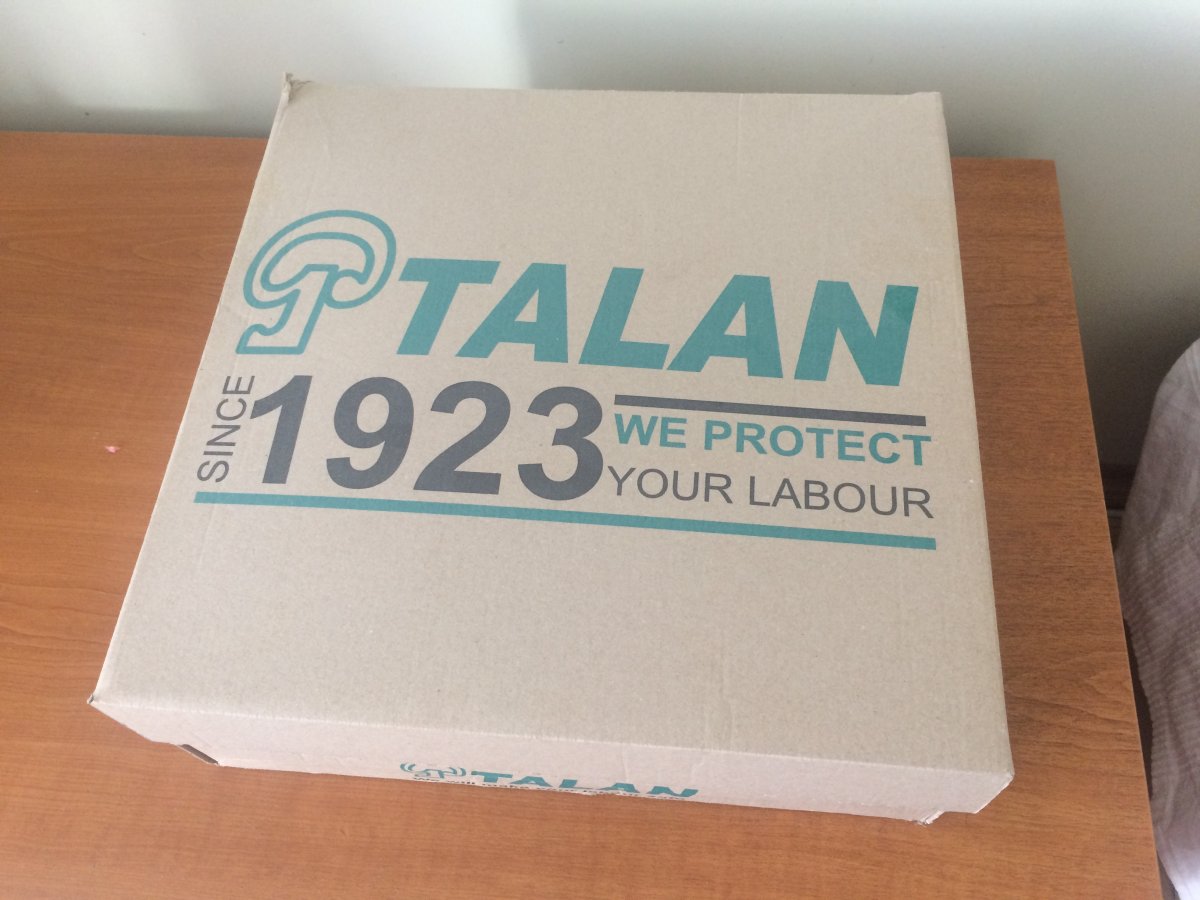 TALAN
SINCE
1923
WE PROTECT
YOUR LABOUR
TALAN